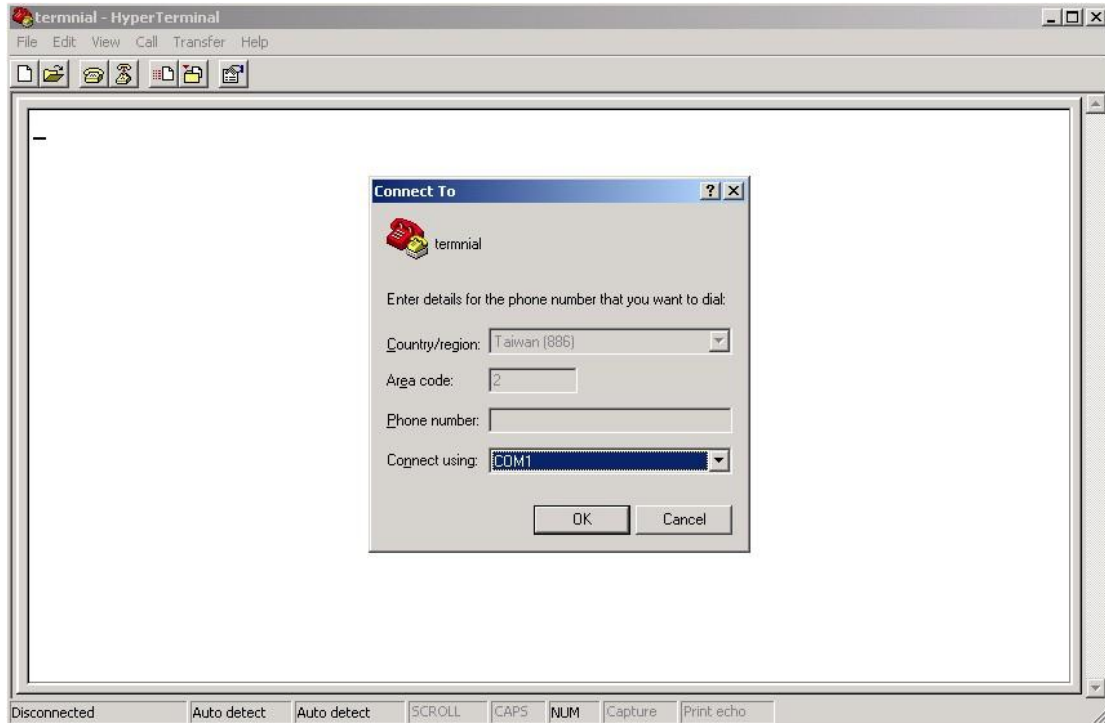 termnial - HyperTerminal
File Edit View Call Transfer Help
Connect To
termnial
Enter details for the phone number that you want to dial:
Country/region: Taiwan (886)
Area code: 2
Phone number:
Connect using: COM1
OK Cancel
Disconnected Auto detect Auto detect SCROLL CAPS NUM Capture Print echo